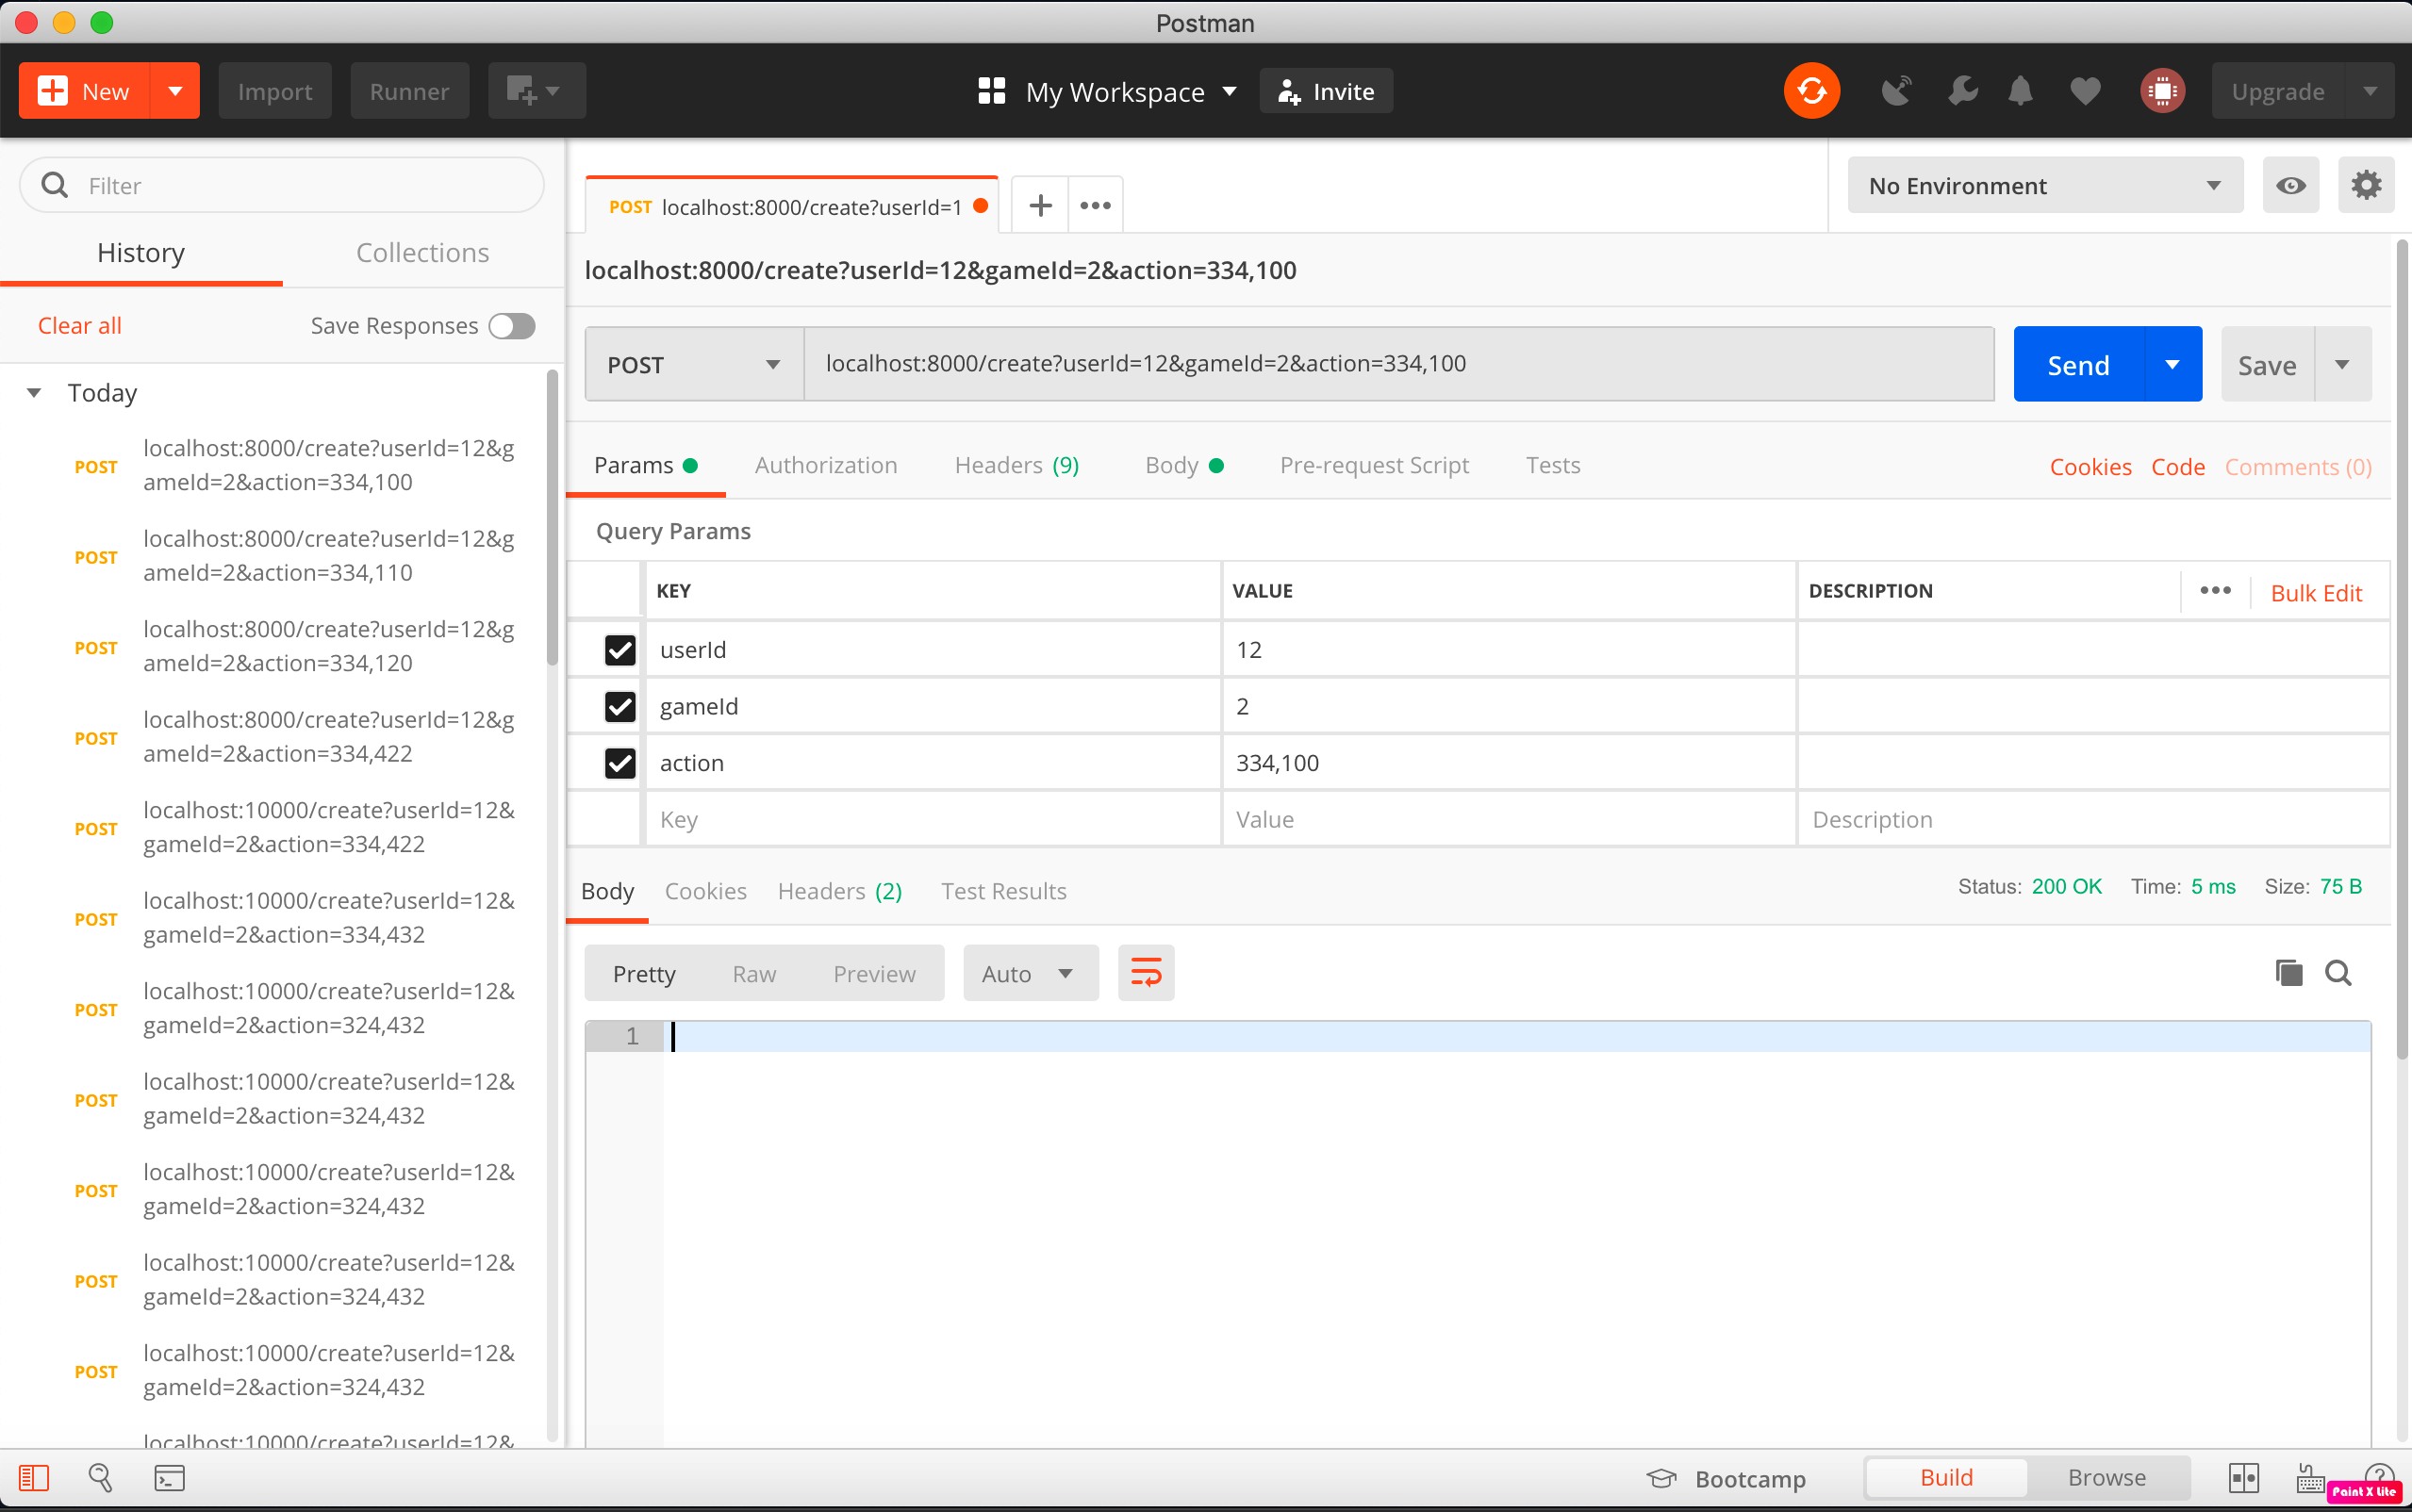 Postman
New
Import
Runner
My Workspace
Invite
Upgrade
Filter
History
Collections
Clear all
Save Responses
Today
POST
localhost:8000/create?userId=12&g
ameId=2&action=334,100
POST
localhost:8000/create?userId=12&g
ameId=2&action=334,110
POST
localhost:8000/create?userId=12&g
ameId=2&action=334,120
POST
localhost:8000/create?userId=12&g
ameId=2&action=334,422
POST
localhost:10000/create?userId=12&
gameId=2&action=334,422
POST
localhost:10000/create?userId=12&
gameId=2&action=334,432
POST
localhost:10000/create?userId=12&
gameId=2&action=324,432
POST
localhost:10000/create?userId=12&
gameId=2&action=324,432
POST
localhost:10000/create?userId=12&
gameId=2&action=324,432
POST
localhost:10000/create?userId=12&
gameId=2&action=324,432
POST
localhost:10000/create?userId=12&
gameId=2&action=324,432
localhost:10000/create?userId=12&
POST localhost:8000/create?userId=1
No Environment
localhost:8000/create?userId=12&gameId=2&action=334,100
POST
localhost:8000/create?userId=12&gameId=2&action=334,100
Send
Save
Params
Authorization
Headers (9)
Body
Pre-request Script
Tests
Cookies
Code
Comments (0)
Query Params
KEY VALUE DESCRIPTION
Bulk Edit
userId 12
gameId 2
action 334,100
Key Value Description
Body
Cookies
Headers (2)
Test Results
Status: 200 OK
Time: 5 ms
Size: 75 B
Pretty
Raw
Preview
Auto
1
Bootcamp
Build
Browse
Paint X lite